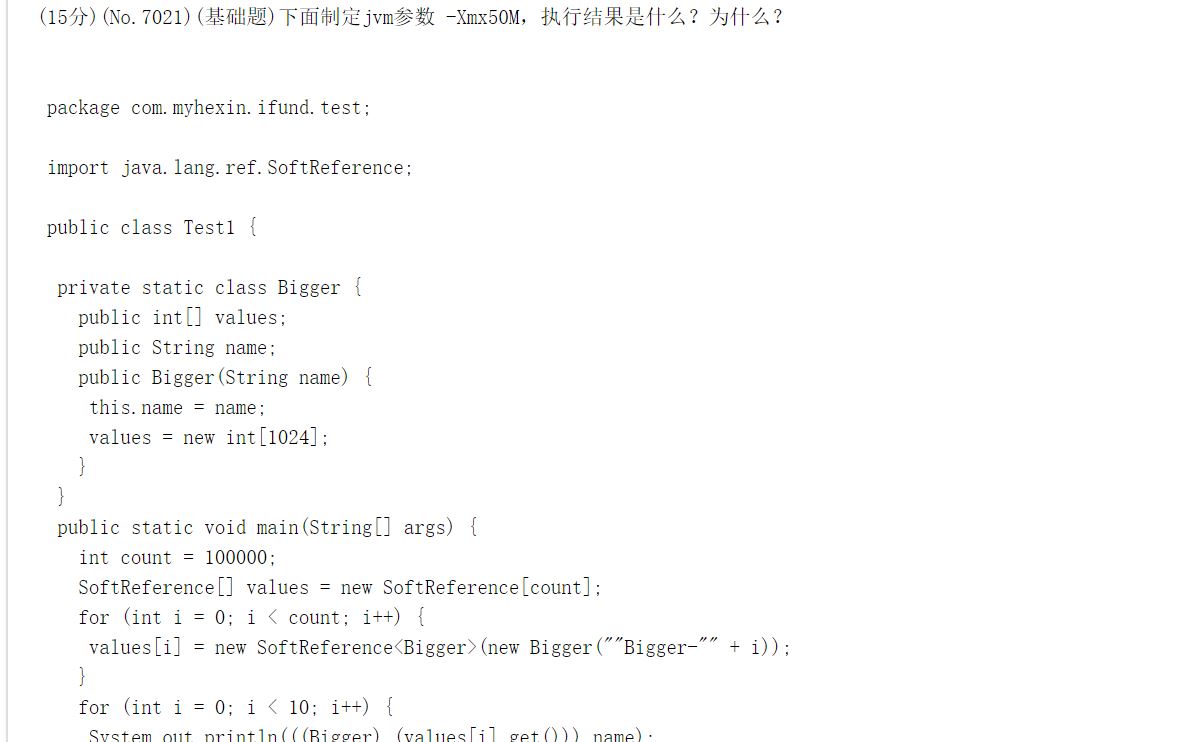 (15分)(No.7021)(基础题)下面制定jvm参数 -Xmx50M，执行结果是什么？为什么？
package com.myhexin.ifund.test;
import java.lang.ref.SoftReference;
public class Test1 {
private static class Bigger {
public int[] values;
public String name;
public Bigger(String name) {
this.name = name;
values = new int[1024];
}
}
public static void main(String[] args) {
int count = 100000;
SoftReference[] values = new SoftReference[count];
for (int i = 0; i < count; i++) {
values[i] = new SoftReference<Bigger>(new Bigger(""Bigger-"" + i));
}
for (int i = 0; i < 10; i++) {
System.out.println(((Bigger) (values[i].get())).name);